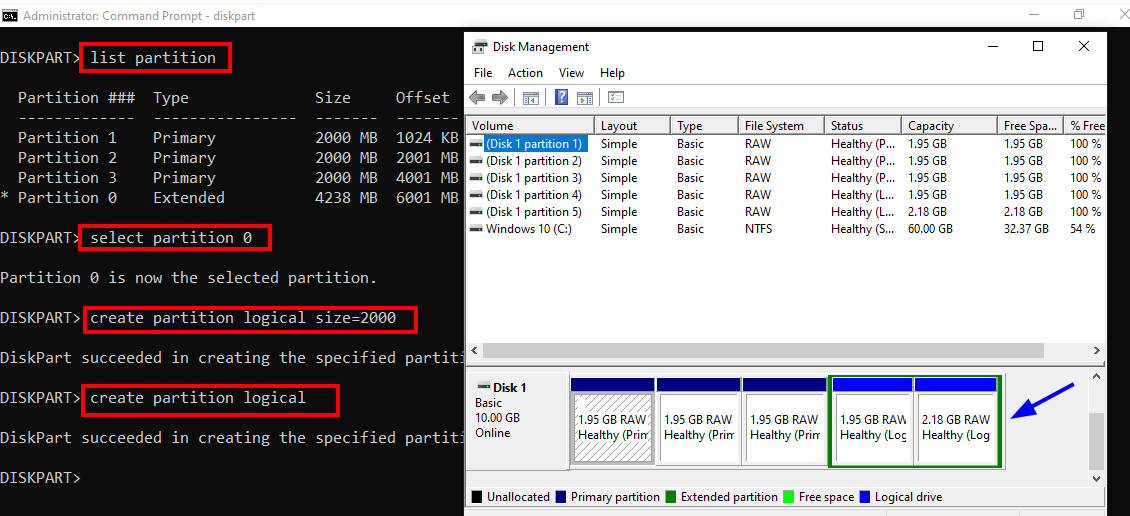 Administrator: Command Prompt - diskpart
DISKPART> list partition
Partition ### Type Size Offset
------------- ---------------- ------- -------
Partition 1 Primary 2000 MB 1024 KB
Partition 2 Primary 2000 MB 2001 MB
Partition 3 Primary 2000 MB 4001 MB
* Partition 0 Extended 4238 MB 6001 MB
DISKPART> select partition 0
Partition 0 is now the selected partition.
DISKPART> create partition logical size=2000
DiskPart succeeded in creating the specified partiti
DISKPART> create partition logical
DiskPart succeeded in creating the specified partiti
DISKPART>
Disk Management
File Action View Help
Volume Layout Type File System Status Capacity Free Spa... % Free
(Disk 1 partition 1) Simple Basic RAW Healthy (P... 1.95 GB 1.95 GB 100 %
(Disk 1 partition 2) Simple Basic RAW Healthy (P... 1.95 GB 1.95 GB 100 %
(Disk 1 partition 3) Simple Basic RAW Healthy (P... 1.95 GB 1.95 GB 100 %
(Disk 1 partition 4) Simple Basic RAW Healthy (L... 1.95 GB 1.95 GB 100 %
(Disk 1 partition 5) Simple Basic RAW Healthy (L... 2.18 GB 2.18 GB 100 %
Windows 10 (C:) Simple Basic NTFS Healthy (S... 60.00 GB 32.37 GB 54 %
Disk 1
Basic
10.00 GB
Online
1.95 GB RAW
Healthy (Prim
1.95 GB RAW
Healthy (Prim
1.95 GB RAW
Healthy (Prim
1.95 GB RAW
Healthy (Log
2.18 GB RAW
Healthy (Log
Unallocated Primary partition Extended partition Free space Logical drive